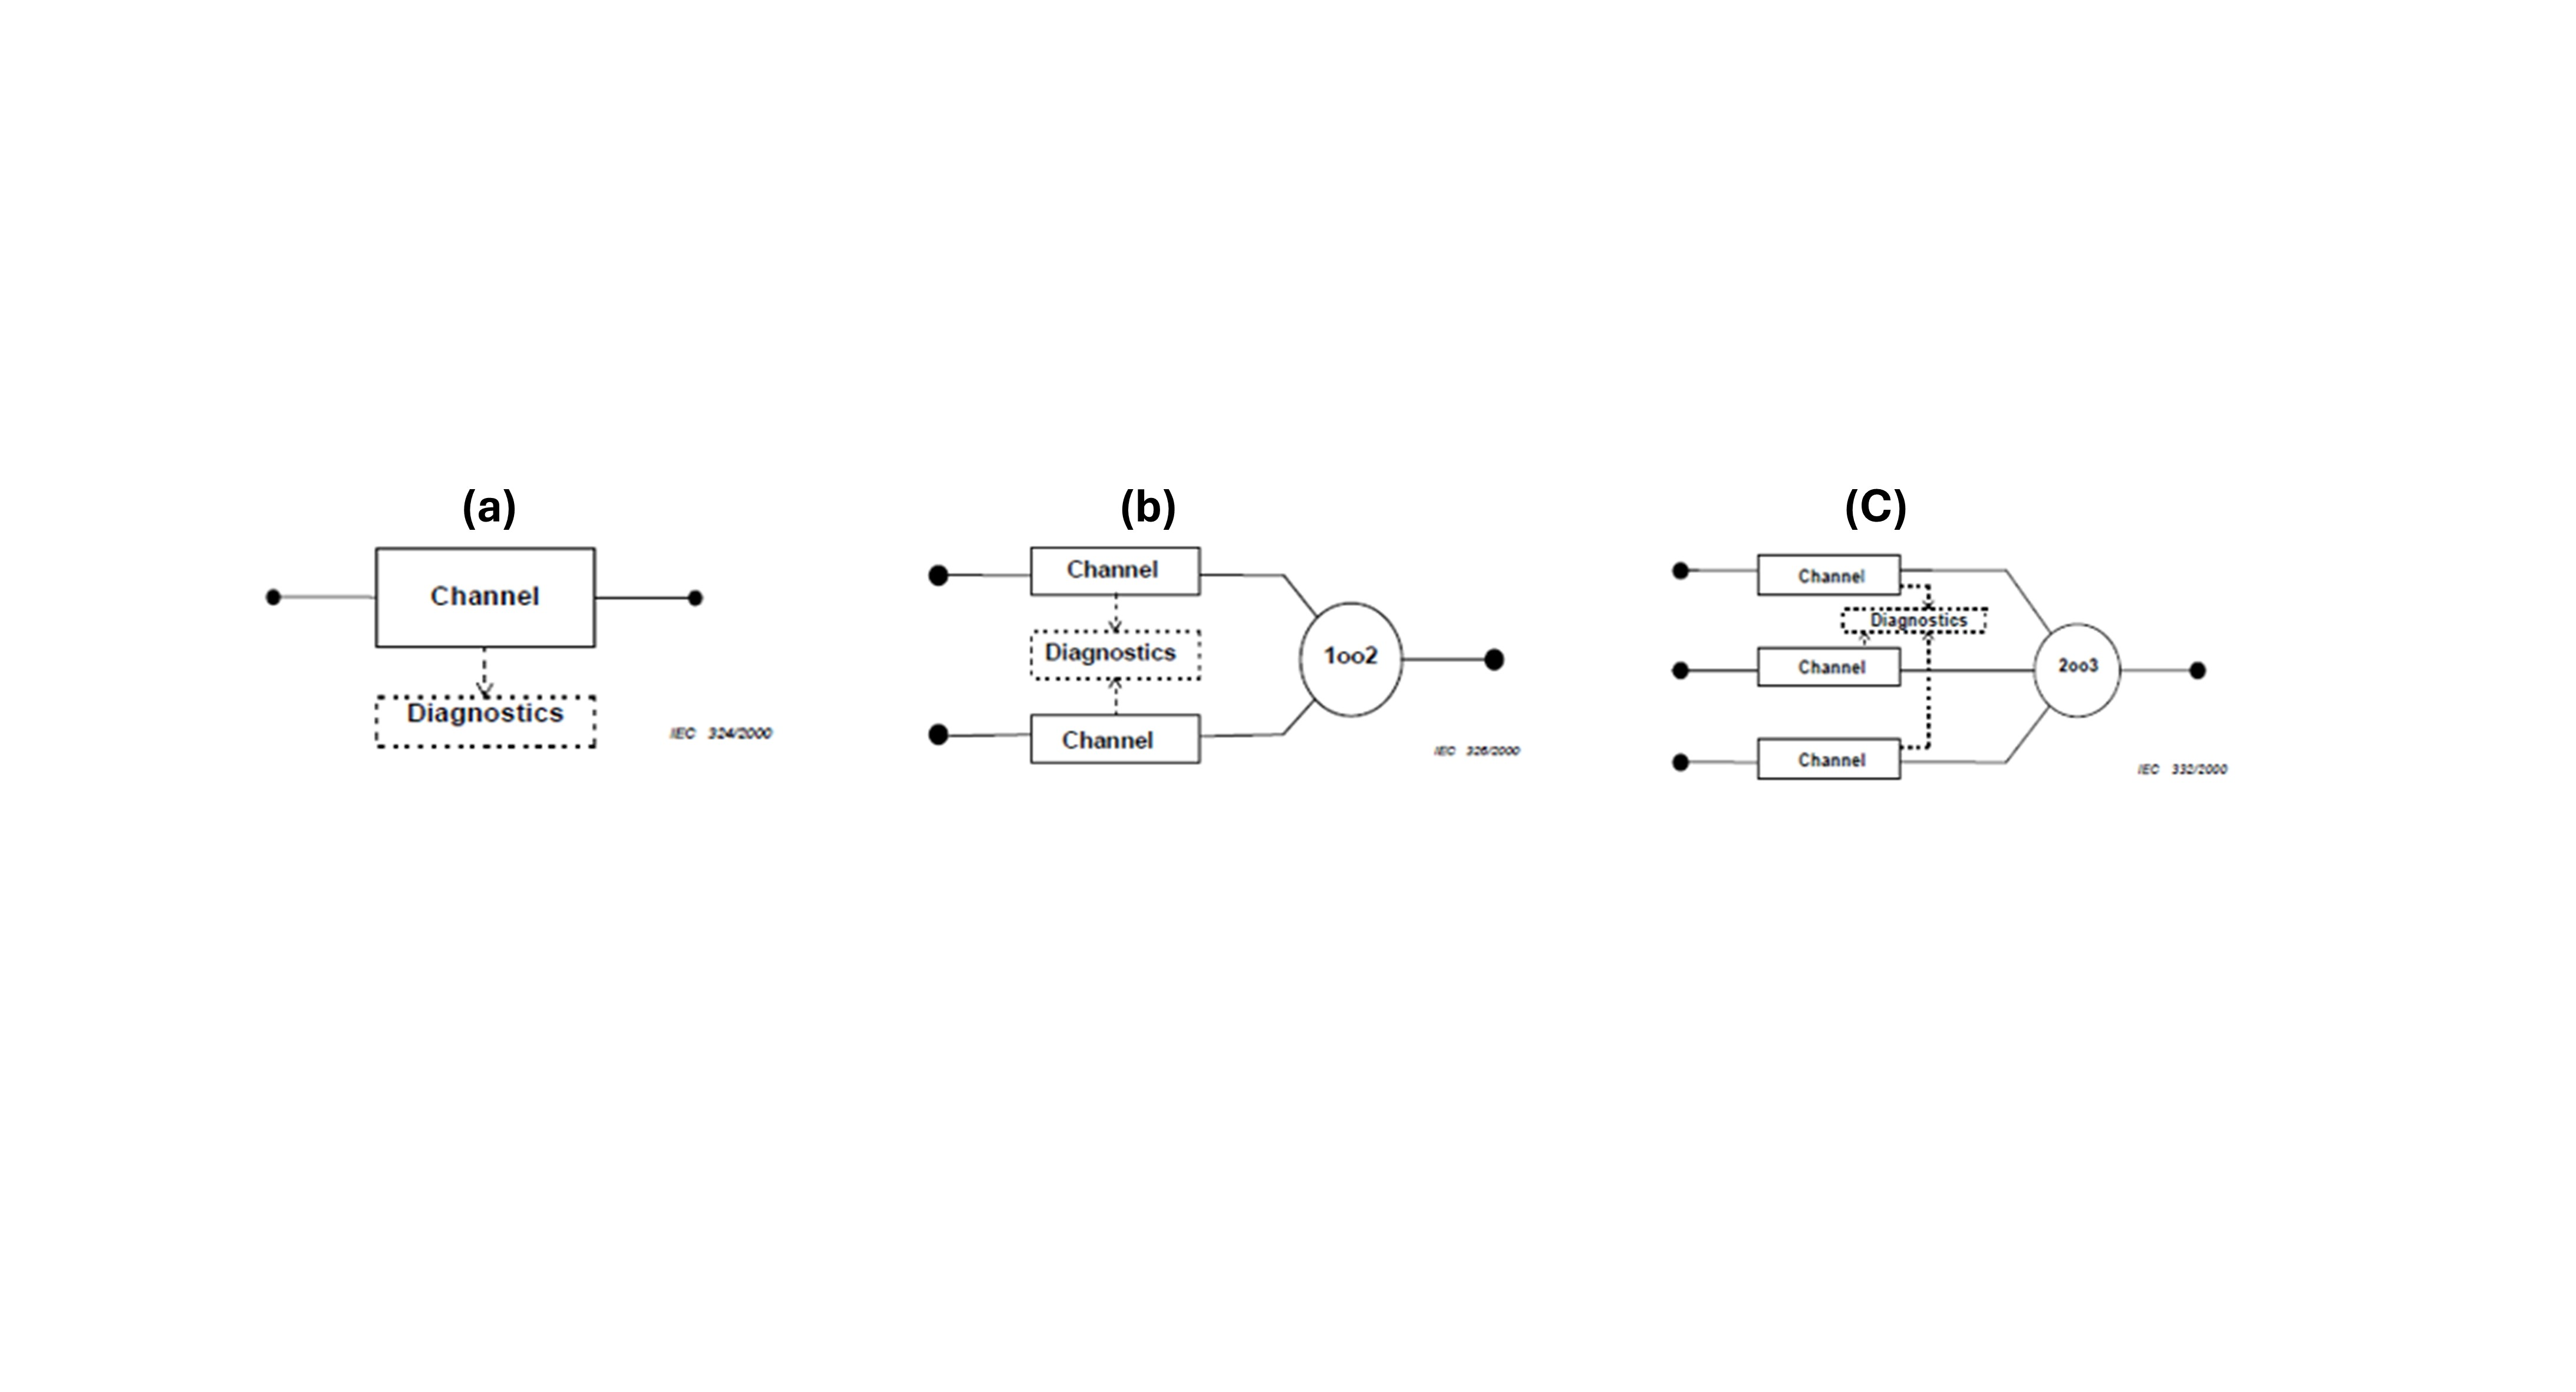 (a)
Channel
Diagnostics
IEC 324/2000
(b)
Channel
Diagnostics
Channel
1oo2
IEC 326/2000
(C)
Channel
Diagnostics
Channel
Channel
2oo3
IEC 332/2000